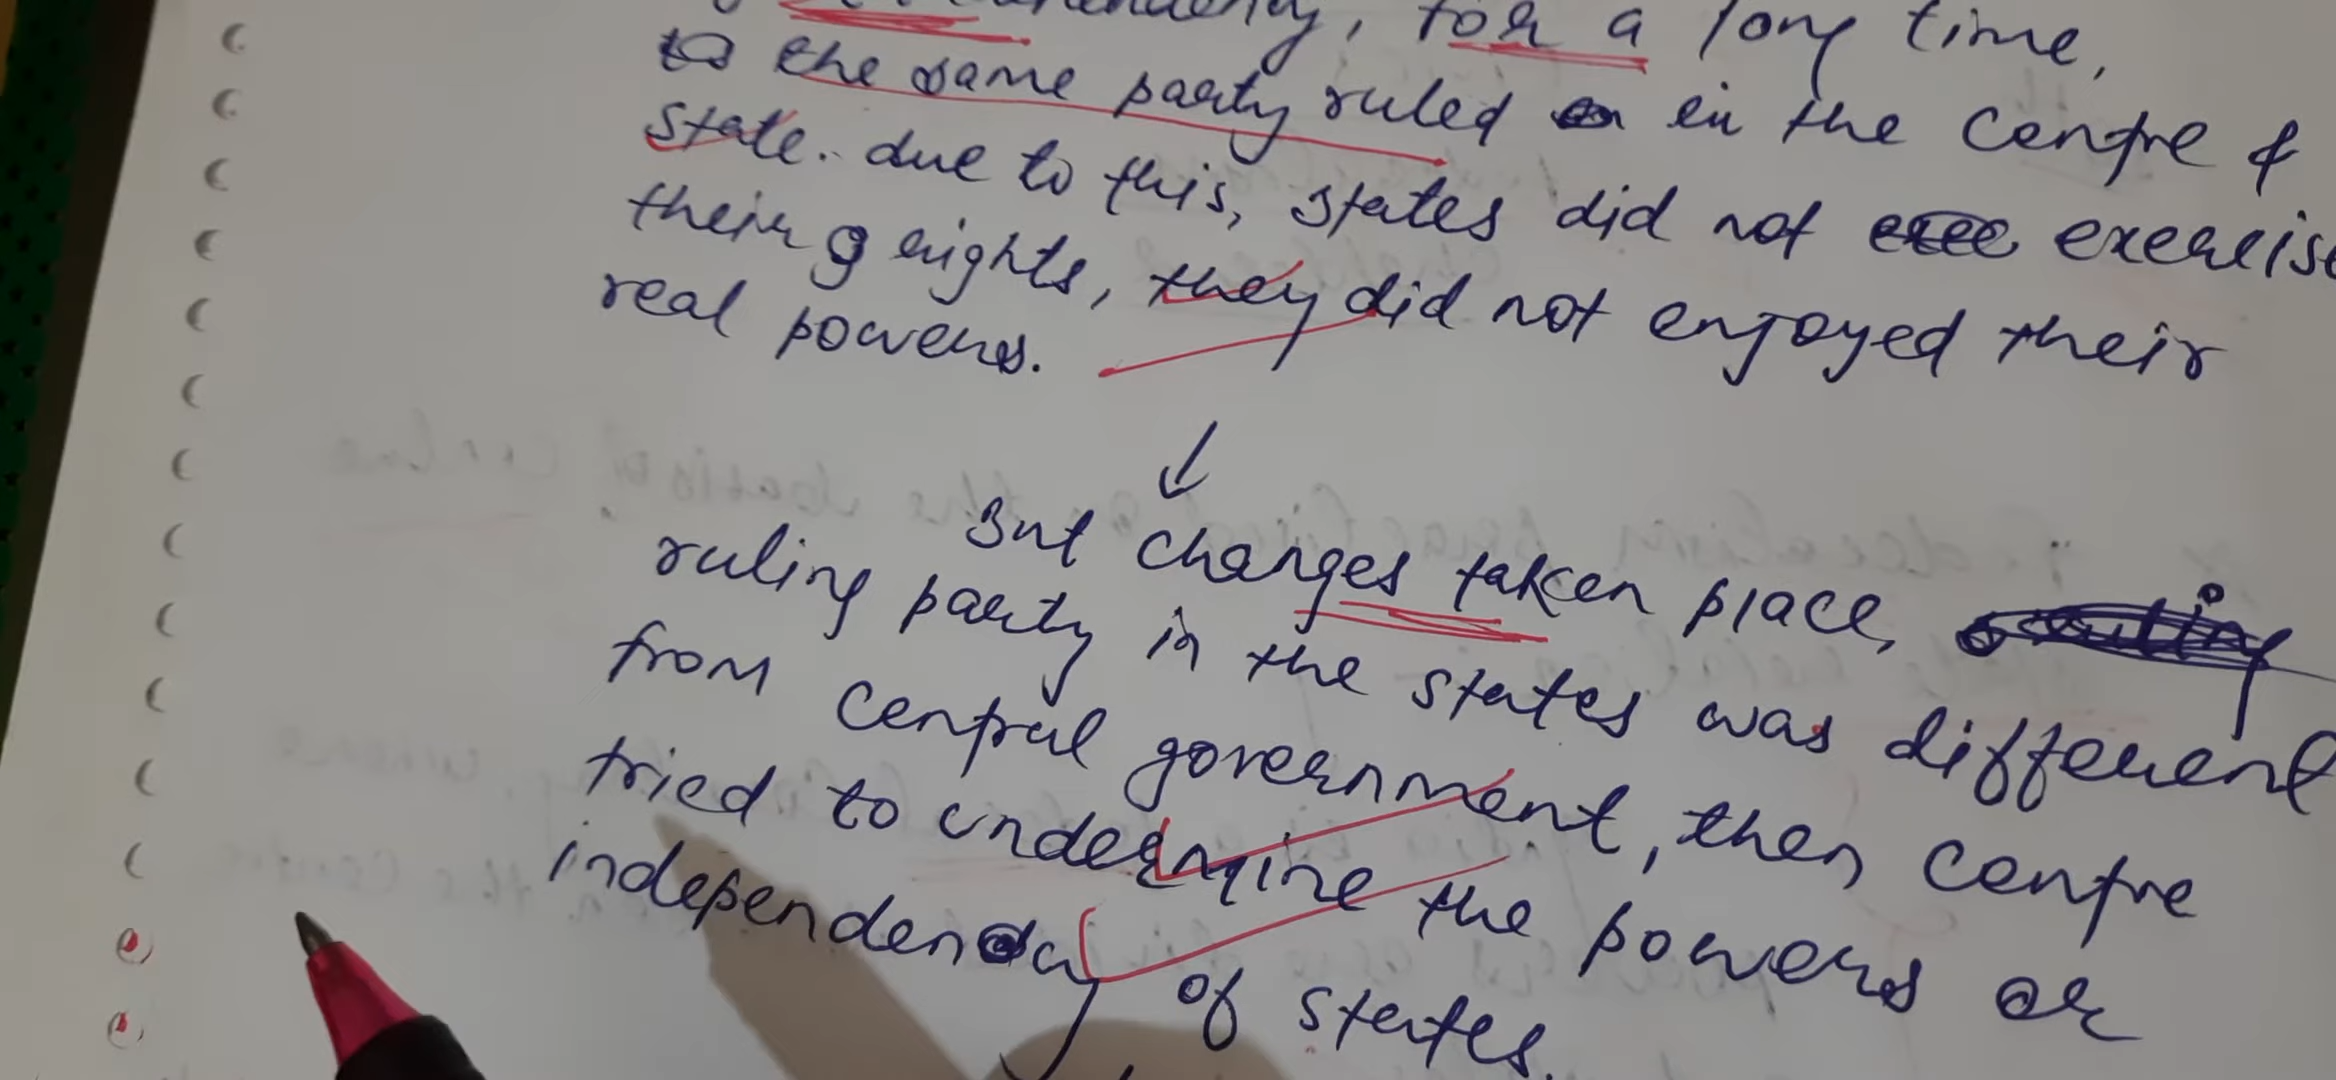 for a long time,
the same party ruled in the Centre &
state. due to this, states did not exercise
their rights, they did not enjoyed their
real powers.
↓
But changes taken place,
ruling party in the states was different
from central government, then centre
tried to undermine the powers or
independency of states.